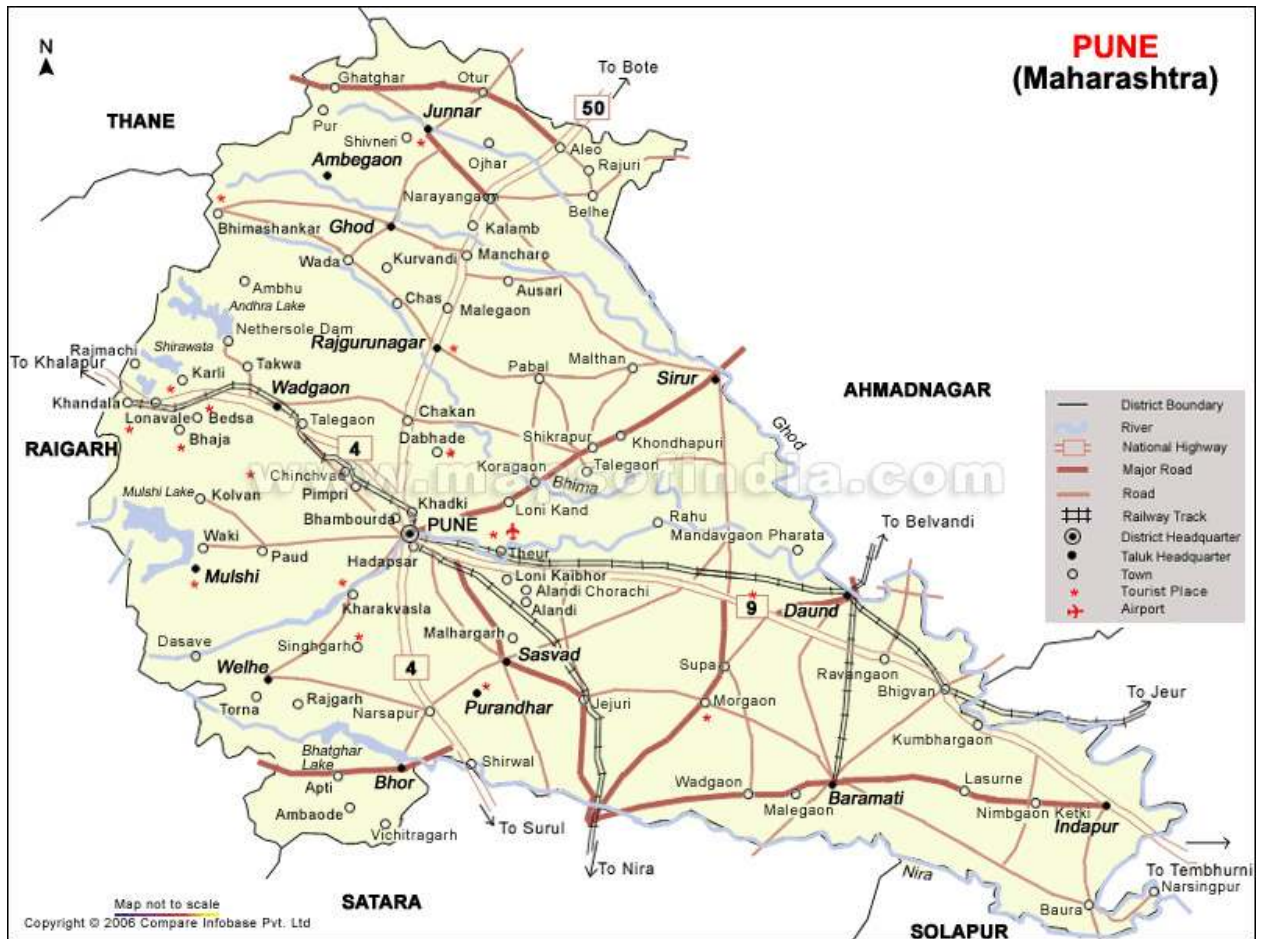 PUNE
(Maharashtra)
N
To Bote
Ghatghar
Otur
50
THANE
Pur
Junnar
Shivneri
Ojhar
Aleo
Ambegaon
Rajuri
Narayangaon
Belhe
Bhimashankar
Ghod
Kalamb
Wada
Kurvandi
Mancharo
Ambhu
Ausari
Andhra Lake
Chas
Malegaon
Nethersole Dam
Rajgurunagar
Shirawata
Rajmachi
To Khalapur
Takwa
Pabal
Malthan
Sirur
Karli
Wadgaon
AHMADNAGAR
Khandala
Lonavale
Bedsa
Talegaon
Chakan
Ghod
RAIGARH
Bhaja
4
Dabhade
Shikrapur
Khondhapuri
www.mapsofindia.com
Chinchvad
Koragaon
Talegaon
Bhima
Mulshi Lake
Kolvan
Pimpri
Khadki
Loni Kand
Bhambourda
PUNE
Rahu
Mandavgaon Pharata
To Belvandi
Waki
Paud
Hadapsar
Theur
Mulshi
Loni Kaibhor
Alandi Chorachi
Kharakvasla
Alandi
9
Daund
Dasave
Singhgarh
Malhargarh
Welhe
4
Sasvad
Supa
Ravangaon
Bhigvan
To Jeur
Torna
Rajgarh
Narsapur
Purandhar
Jejuri
Morgaon
Kumbhargaon
Bhatghar
Lake
Shirwal
Apti
Bhor
Wadgaon
Malegaon
Baramati
Lasurne
Nimbgaon Ketki
Indapur
Ambaode
Vichitragarh
To Surul
To Nira
Nira
To Tembhurni
Narsingpur
SATARA
Baura
SOLAPUR
District Boundary
River
National Highway
Major Road
Road
Railway Track
District Headquarter
Taluk Headquarter
Town
Tourist Place
Airport
Map not to scale
Copyright © 2006 Compare Infobase Pvt. Ltd